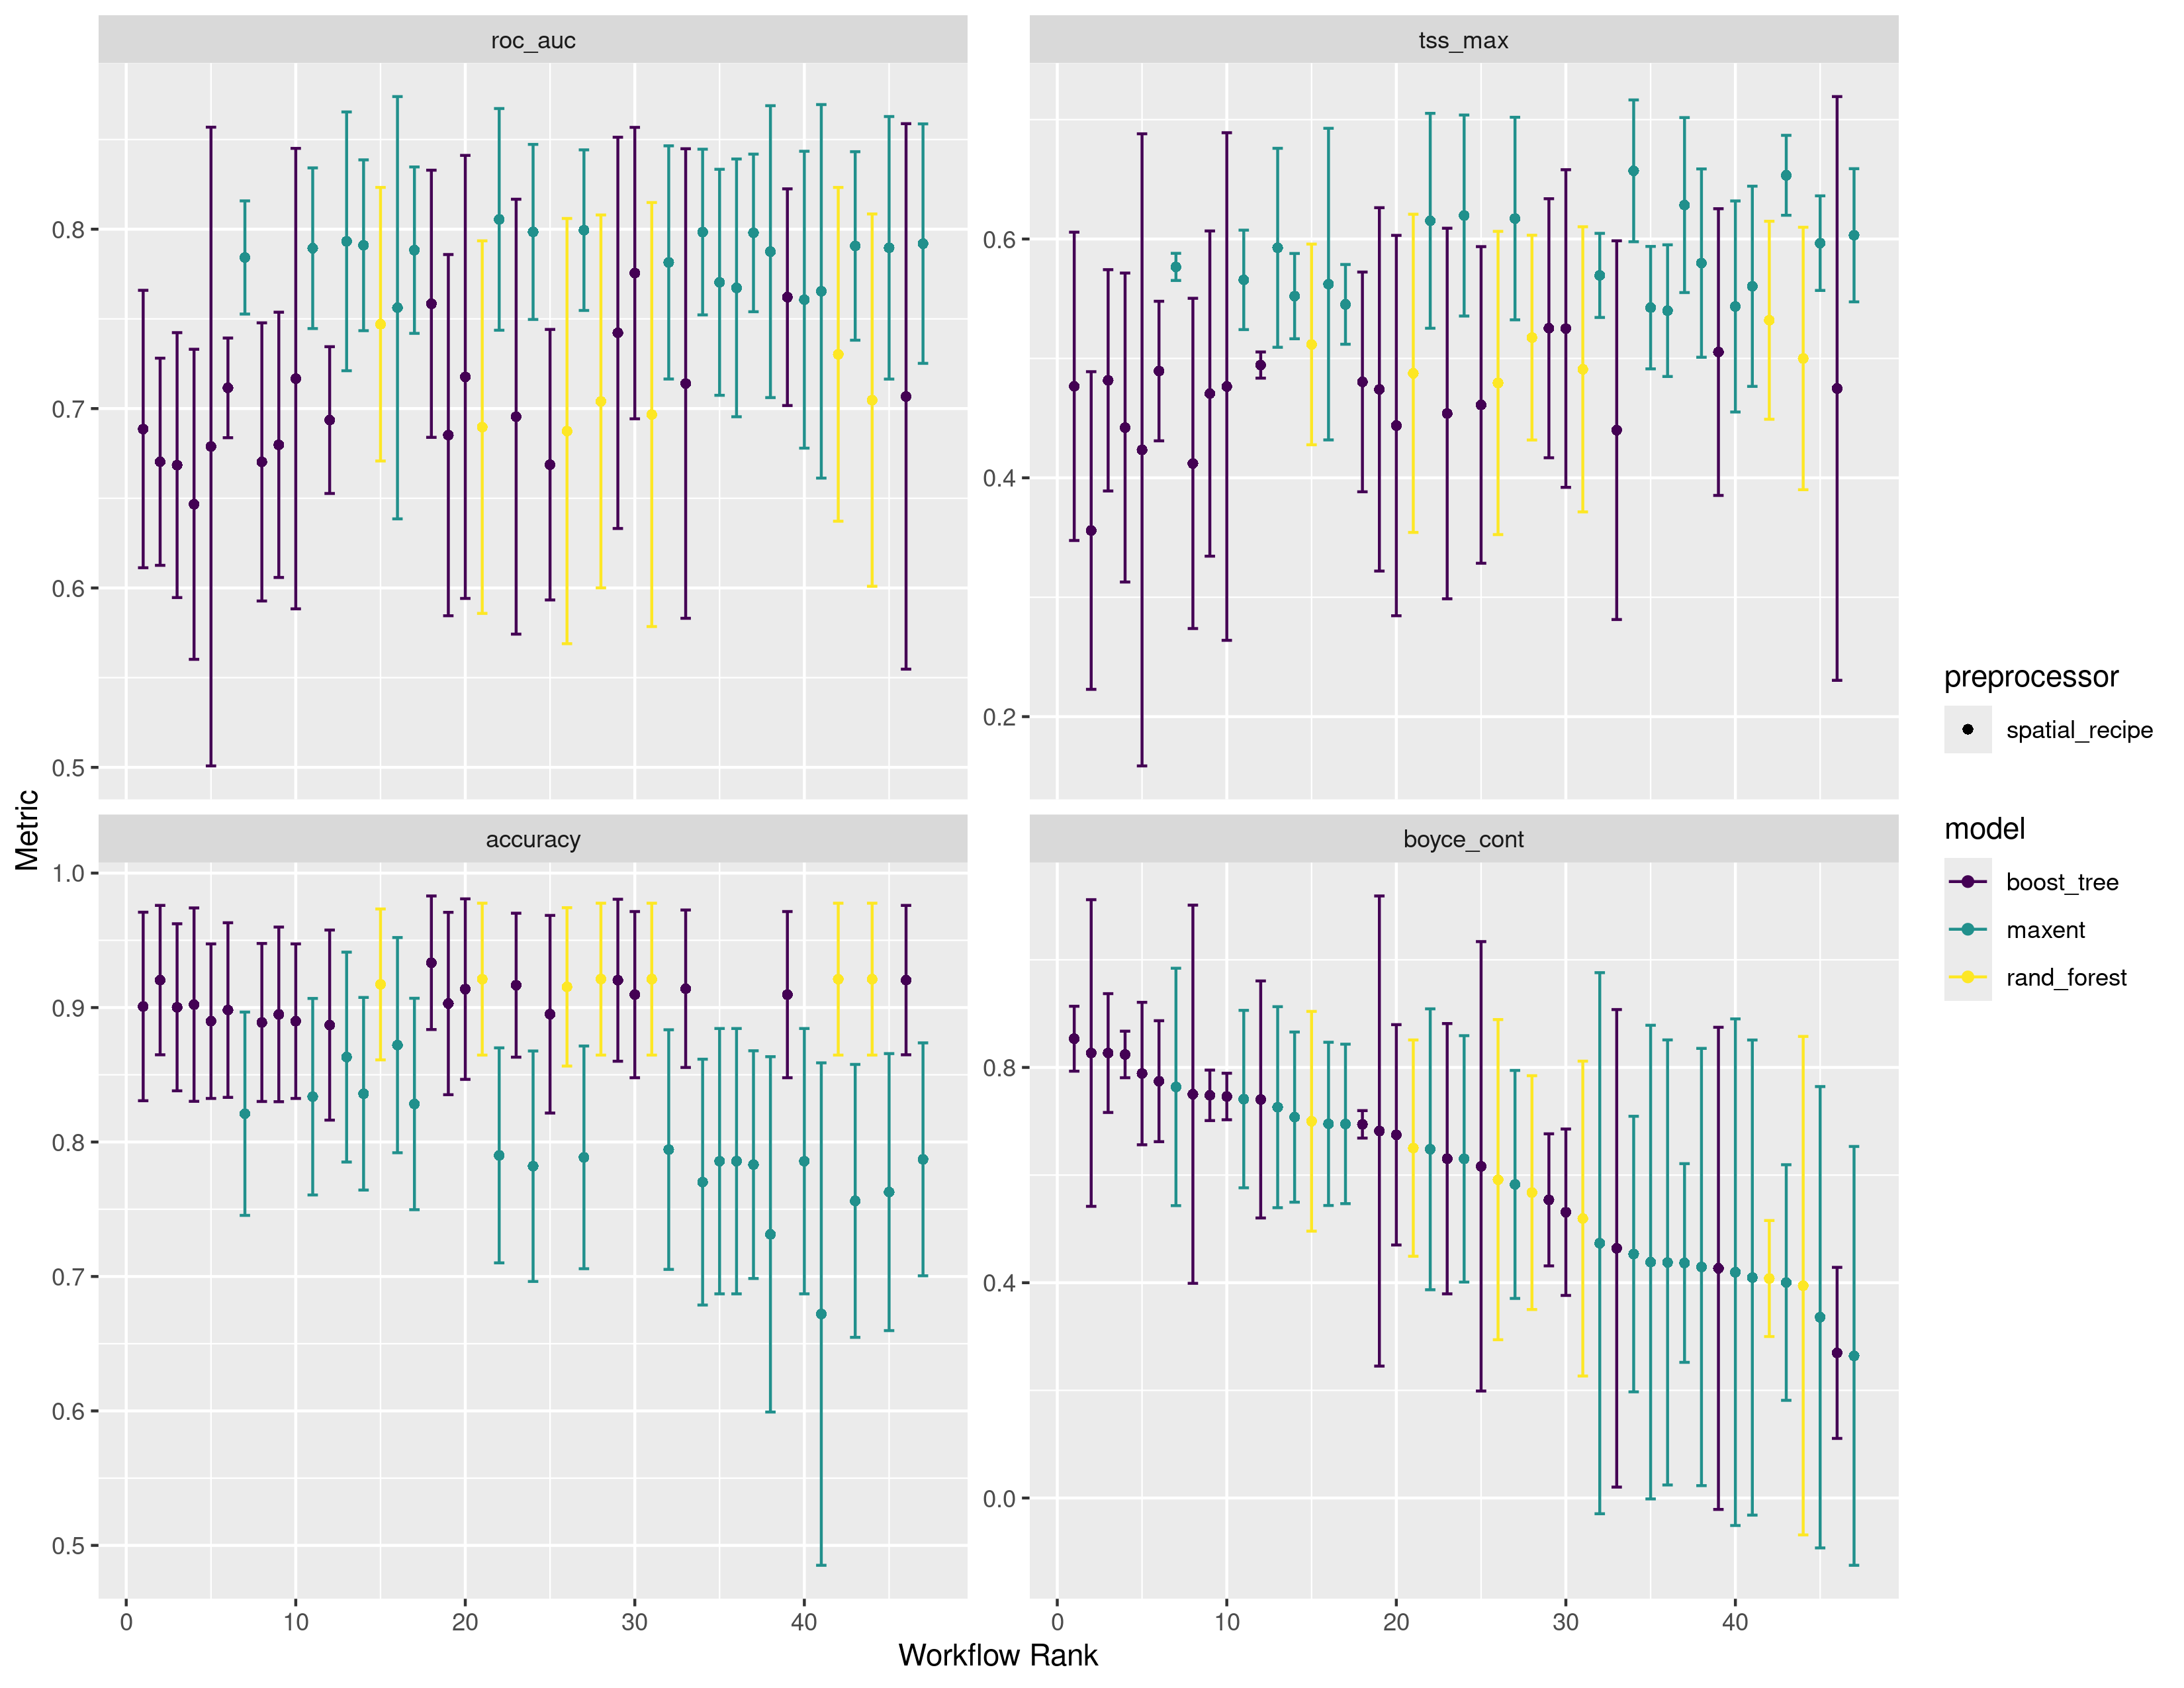 roc_auc
tss_max
0.8
0.7
0.6
0.5
0.6
0.4
0.2
Metric
accuracy
boyce_cont
1.0
0.9
0.8
0.7
0.6
0.5
0.8
0.4
0.0
0 10 20 30 40
0 10 20 30 40
Workflow Rank
preprocessor
spatial_recipe
model
boost_tree
maxent
rand_forest